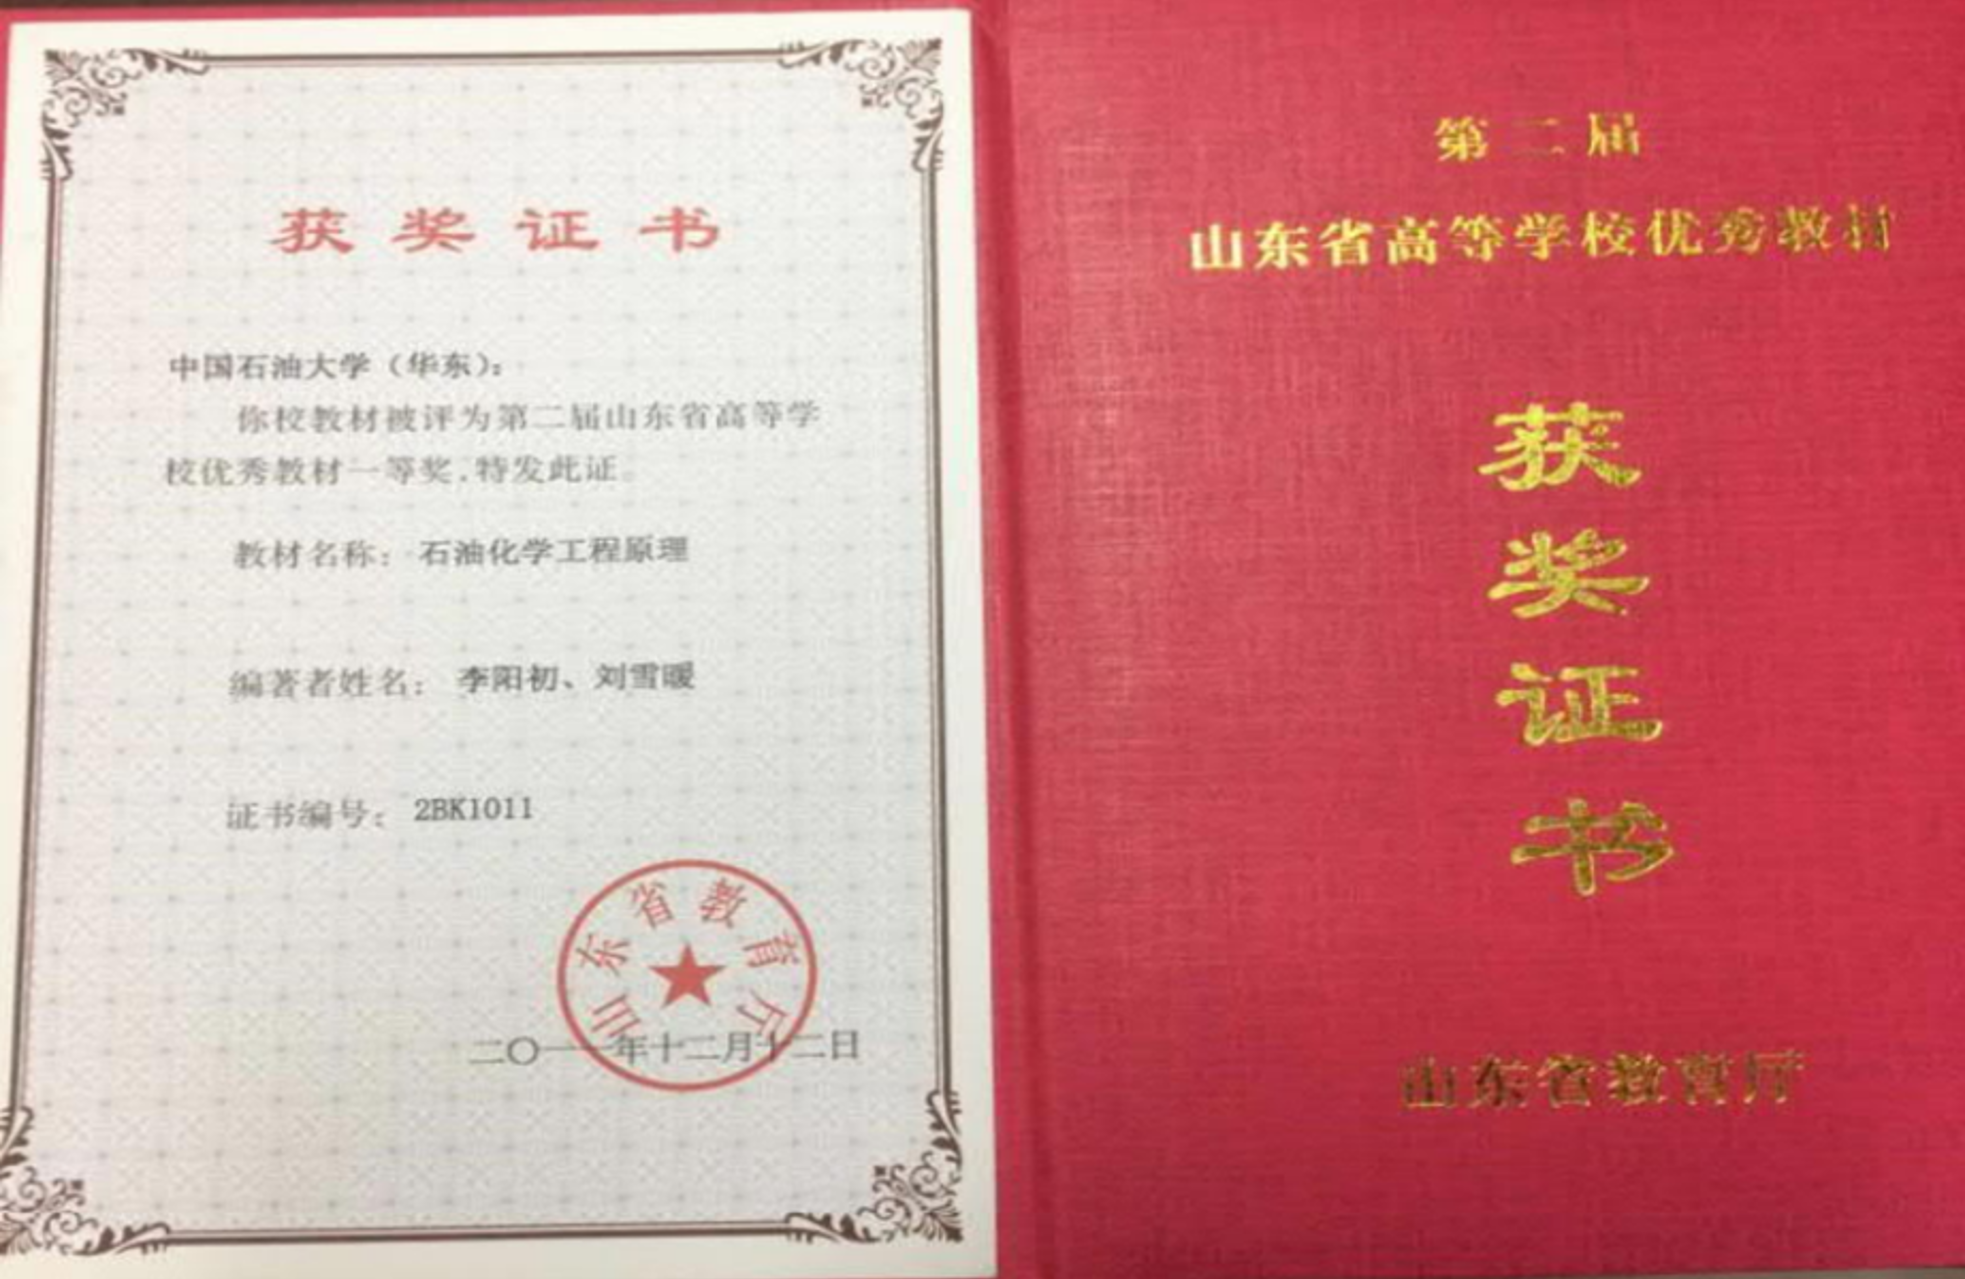 获奖证书
中国石油大学（华东）：
你校教材被评为第二届山东省高等学
校优秀教材一等奖，特发此证。
教材名称：石油化学工程原理
编著者姓名：李阳初、刘雪暖
证书编号：2BK1011
山东省教育厅
二〇一一年十二月十二日
第二届
山东省高等学校优秀教材
获
奖
证
书
山东省教育厅